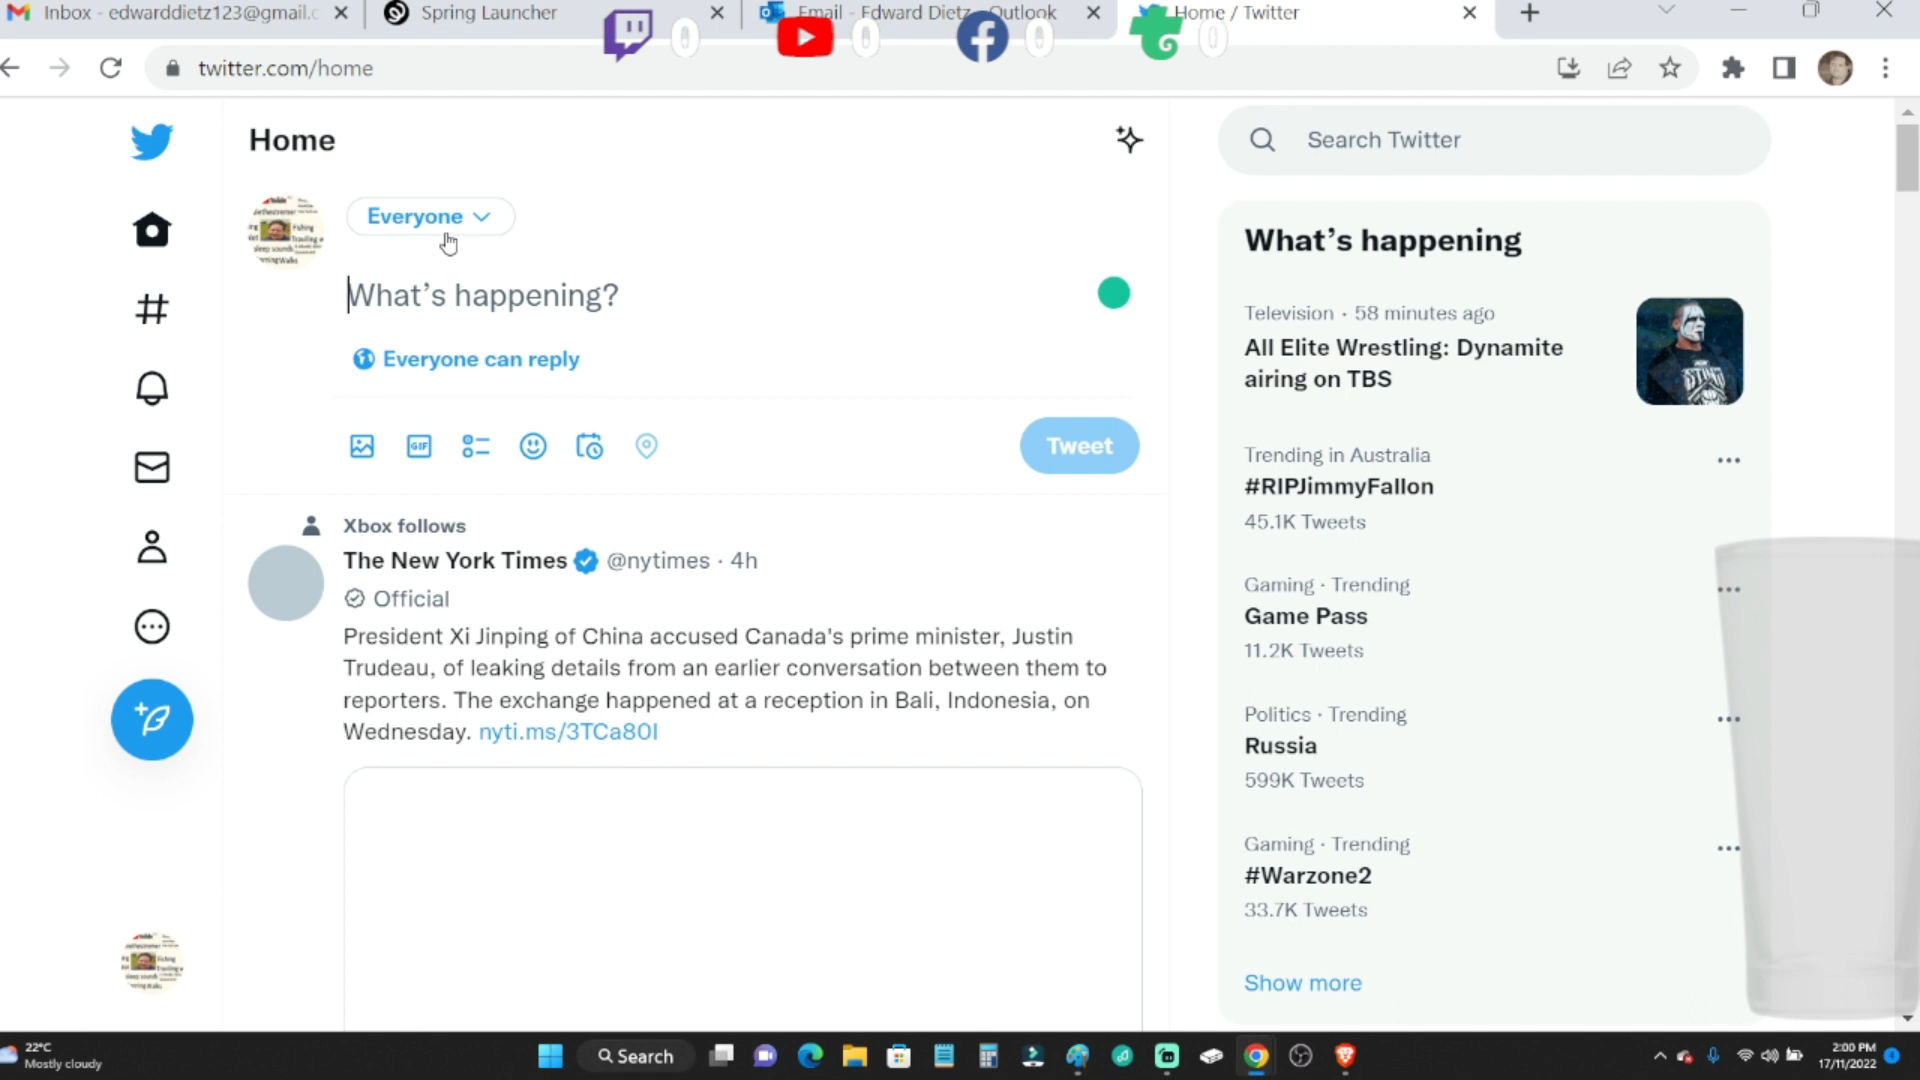 Inbox - edwarddietz123@gmail.c
Spring Launcher
Email - Edward Dietz - Outlook
Home / Twitter
0
0
0
0
twitter.com/home
Home
Search Twitter
Everyone
What's happening?
Everyone can reply
GIF
Tweet
Xbox follows
The New York Times @nytimes · 4h
Official
President Xi Jinping of China accused Canada's prime minister, Justin
Trudeau, of leaking details from an earlier conversation between them to
reporters. The exchange happened at a reception in Bali, Indonesia, on
Wednesday. nyti.ms/3TCa80I
What's happening
Television · 58 minutes ago
All Elite Wrestling: Dynamite
airing on TBS
STING
Trending in Australia
#RIPJimmyFallon
45.1K Tweets
Gaming · Trending
Game Pass
11.2K Tweets
Politics · Trending
Russia
599K Tweets
Gaming · Trending
#Warzone2
33.7K Tweets
Show more
22°C
Mostly cloudy
Search
2:00 PM
17/11/2022